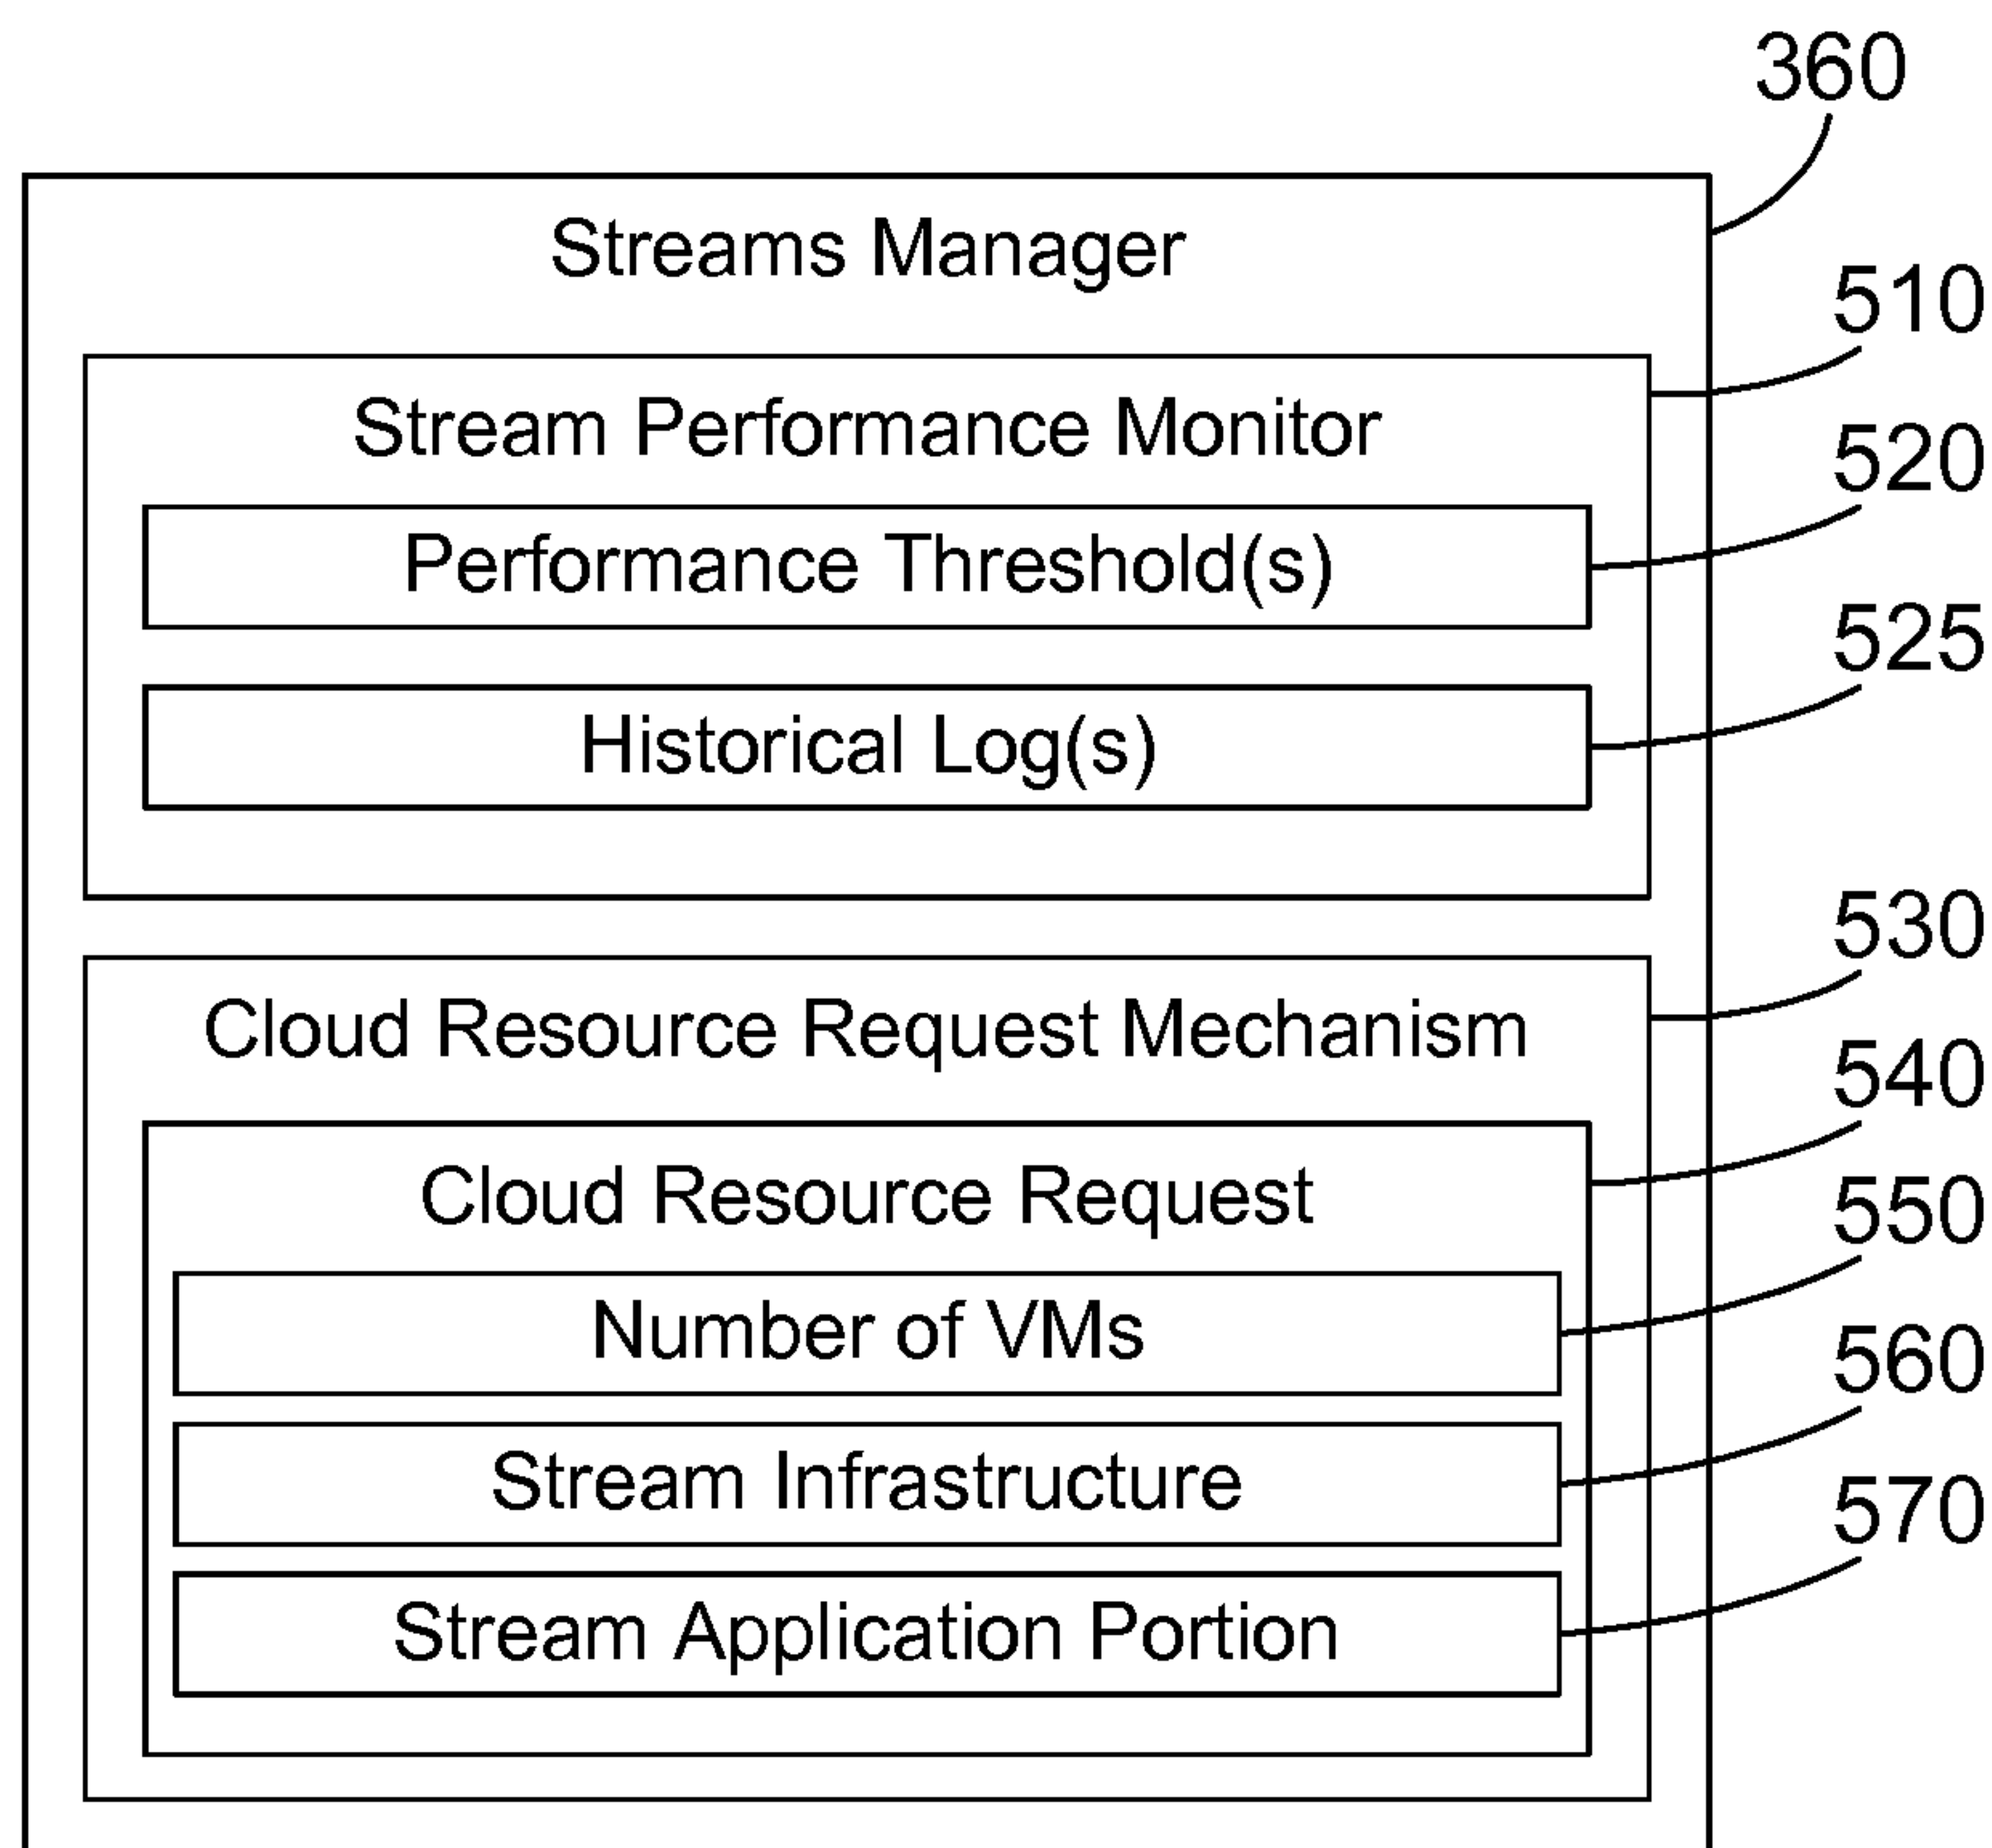 360
Streams Manager
510
Stream Performance Monitor
520
Performance Threshold(s)
525
Historical Log(s)
530
Cloud Resource Request Mechanism
540
Cloud Resource Request
550
Number of VMs
560
Stream Infrastructure
570
Stream Application Portion